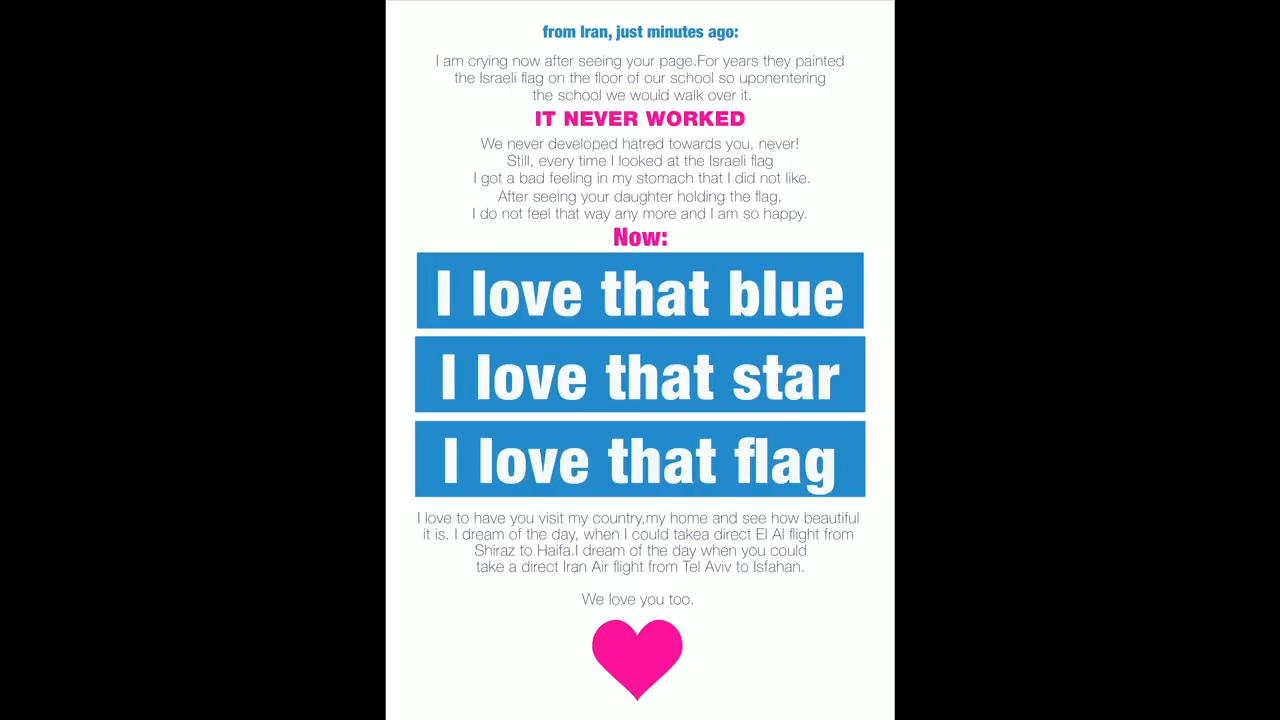 from Iran, just minutes ago:
I am crying now after seeing your page.For years they painted
the Israeli flag on the floor of our school so uponentering
the school we would walk over it.
IT NEVER WORKED
We never developed hatred towards you, never!
Still, every time I looked at the Israeli flag
I got a bad feeling in my stomach that I did not like.
After seeing your daughter holding the flag,
I do not feel that way any more and I am so happy.
Now:
I love that blue
I love that star
I love that flag
I love to have you visit my country,my home and see how beautiful
it is. I dream of the day, when I could takea direct El Al flight from
Shiraz to Haifa.I dream of the day when you could
take a direct Iran Air flight from Tel Aviv to Isfahan.
We love you too.